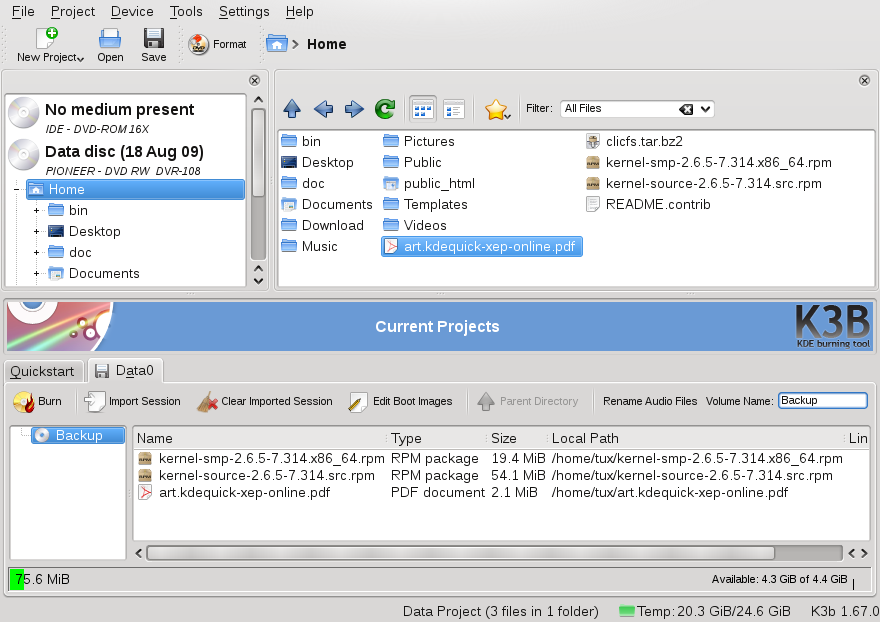 File Project Device Tools Settings Help
New Project Open Save Format Home
No medium present
IDE - DVD-ROM 16X
Data disc (18 Aug 09)
PIONEER - DVD RW DVR-108
Home
bin
Desktop
doc
Documents
Filter: All Files
bin
Desktop
doc
Documents
Download
Music
Pictures
Public
public_html
Templates
Videos
art.kdequick-xep-online.pdf
clicfs.tar.bz2
kernel-smp-2.6.5-7.314.x86_64.rpm
kernel-source-2.6.5-7.314.src.rpm
README.contrib
Current Projects
K3B
KDE burning tool
Quickstart Data0
Burn Import Session Clear Imported Session Edit Boot Images Parent Directory Rename Audio Files Volume Name: Backup
Backup
Name Type Size Local Path Lin
kernel-smp-2.6.5-7.314.x86_64.rpm RPM package 19.4 MiB /home/tux/kernel-smp-2.6.5-7.314.x86_64.rpm
kernel-source-2.6.5-7.314.src.rpm RPM package 54.1 MiB /home/tux/kernel-source-2.6.5-7.314.src.rpm
art.kdequick-xep-online.pdf PDF document 2.1 MiB /home/tux/art.kdequick-xep-online.pdf
75.6 MiB Available: 4.3 GiB of 4.4 GiB
Data Project (3 files in 1 folder) Temp: 20.3 GiB/24.6 GiB K3b 1.67.0